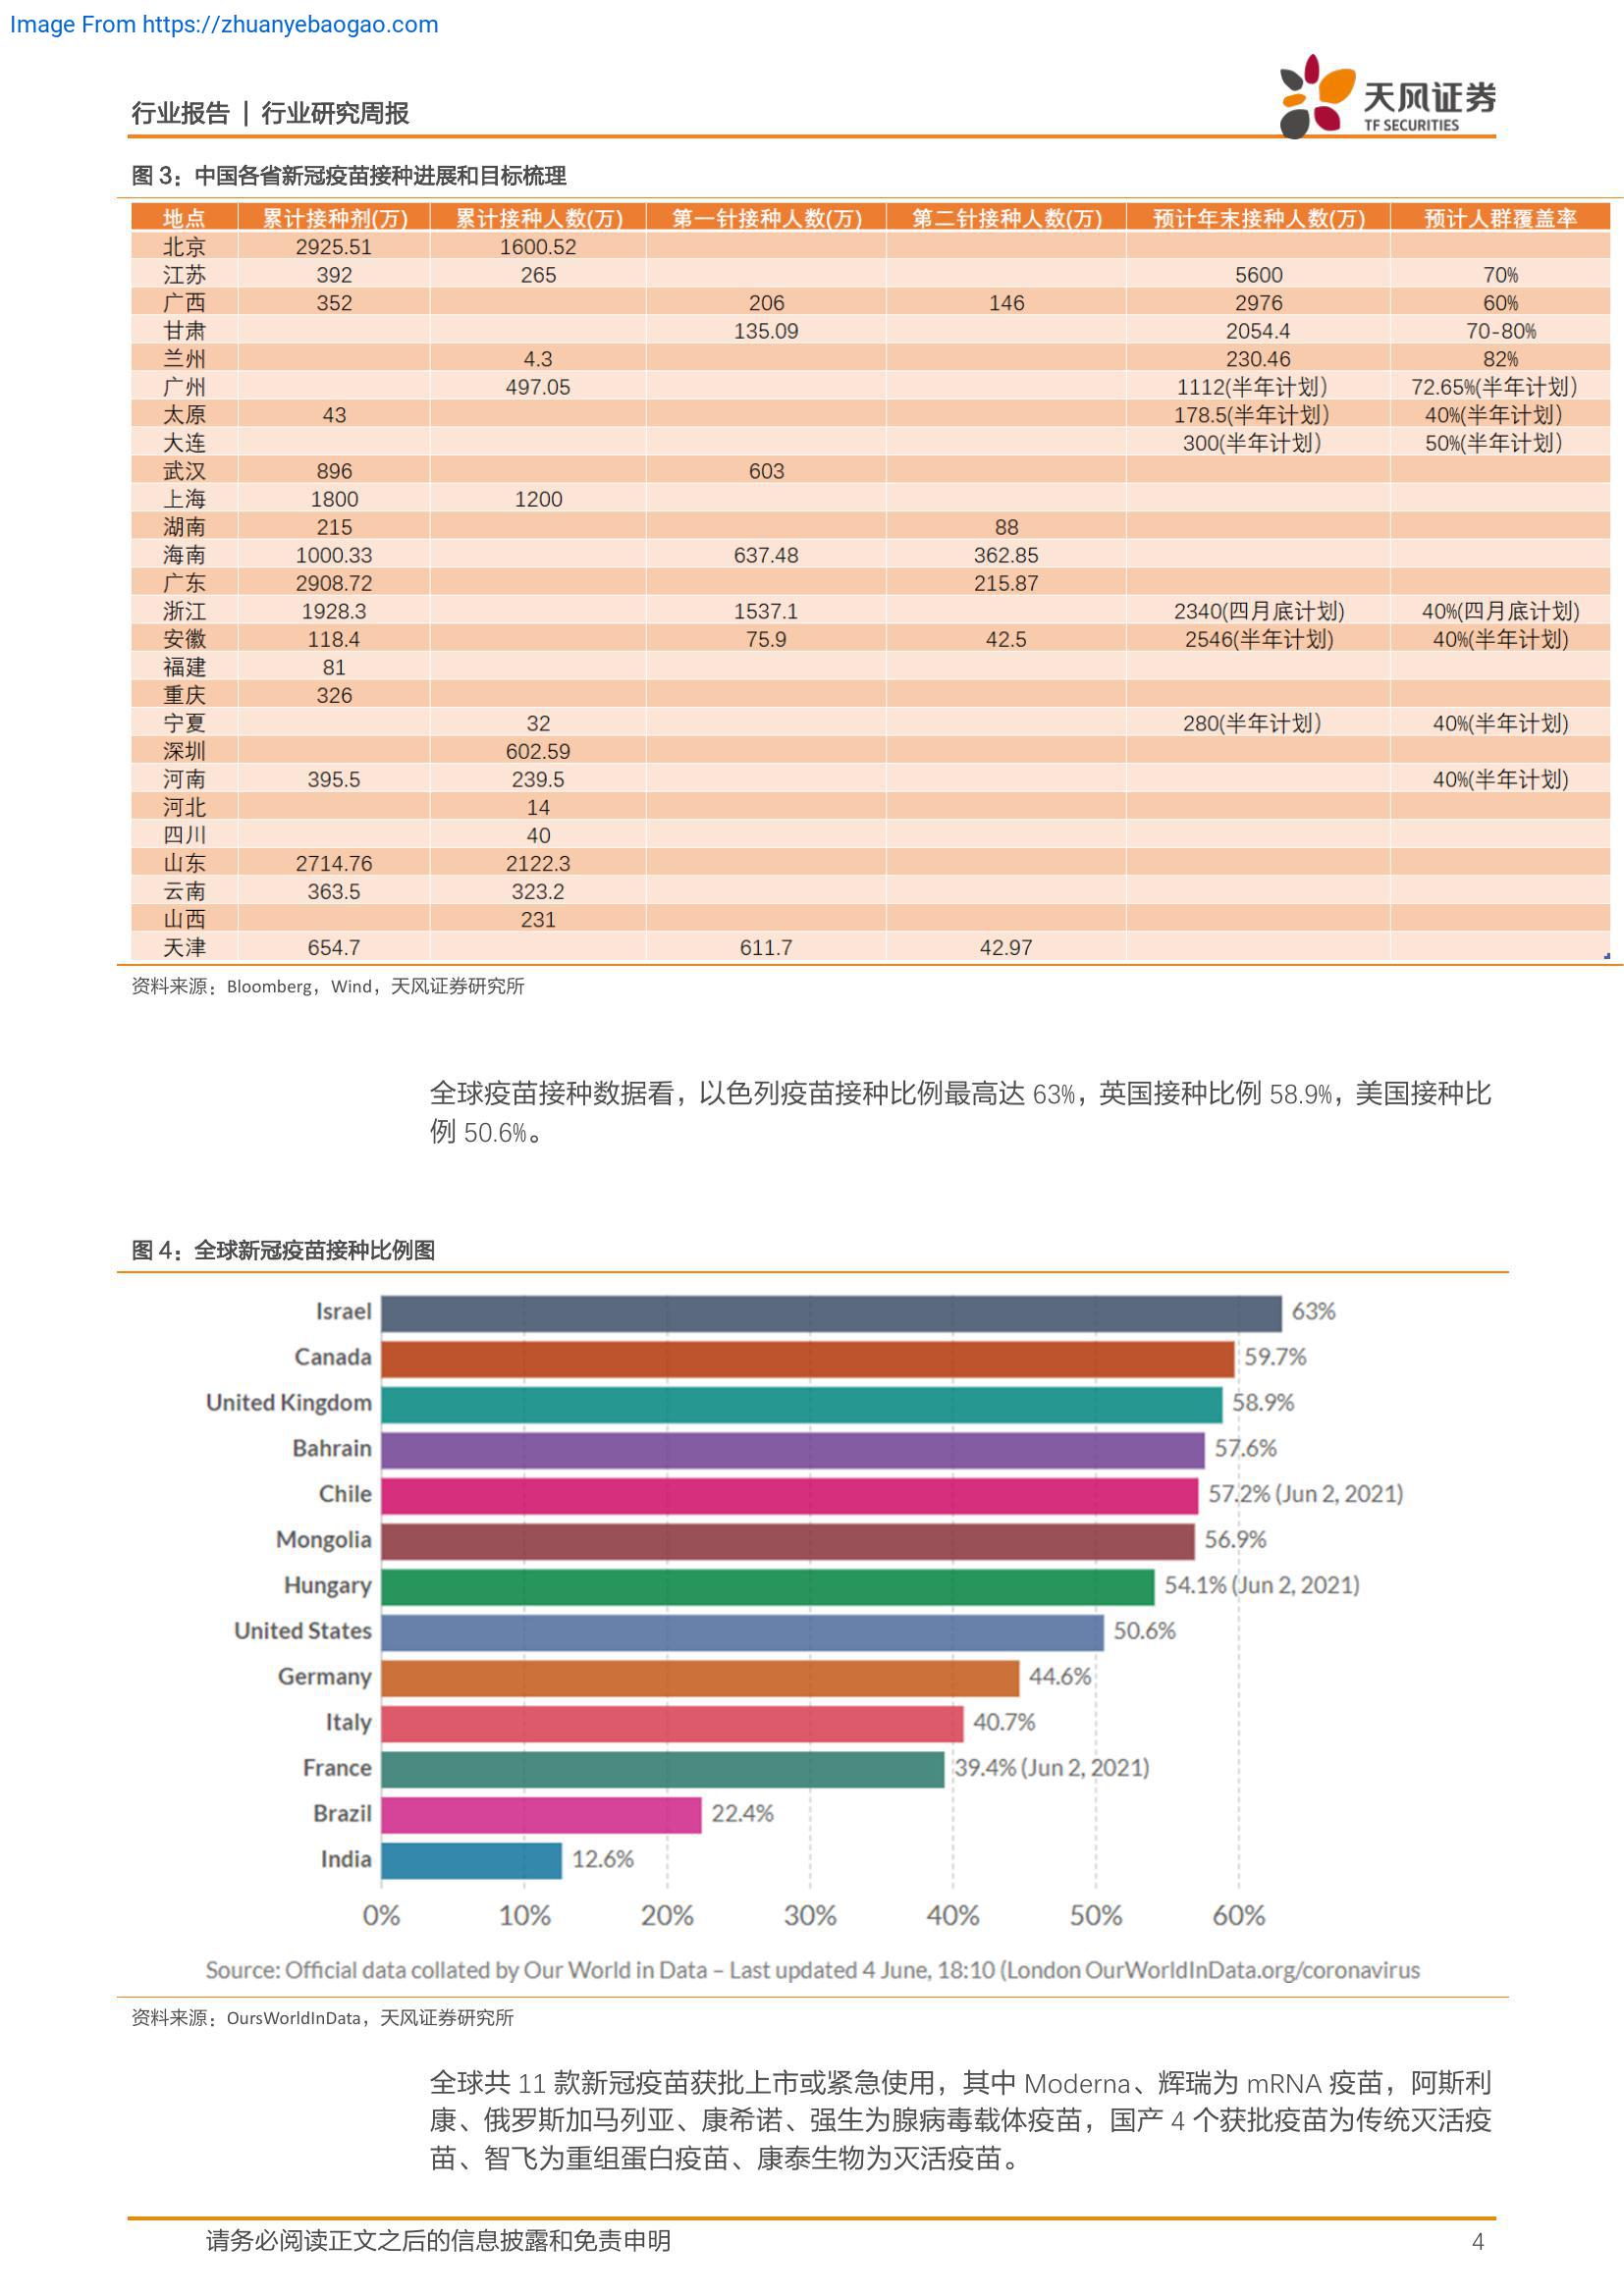 Image From https://zhuanyebaogao.com
行业报告 | 行业研究周报
天风证券
TF SECURITIES
图 3：中国各省新冠疫苗接种进展和目标梳理
地点 累计接种剂(万) 累计接种人数(万) 第一针接种人数(万) 第二针接种人数(万) 预计年末接种人数(万) 预计人群覆盖率
北京 2925.51 1600.52
江苏 392 265 5600 70%
广西 352 206 146 2976 60%
甘肃 135.09 2054.4 70-80%
兰州 4.3 230.46 82%
广州 497.05 1112(半年计划） 72.65%(半年计划）
太原 43 178.5(半年计划） 40%(半年计划）
大连 300(半年计划） 50%(半年计划）
武汉 896 603
上海 1800 1200
湖南 215 88
海南 1000.33 637.48 362.85
广东 2908.72 215.87
浙江 1928.3 1537.1 2340(四月底计划) 40%(四月底计划)
安徽 118.4 75.9 42.5 2546(半年计划) 40%(半年计划)
福建 81
重庆 326
宁夏 32 280(半年计划） 40%(半年计划)
深圳 602.59
河南 395.5 239.5 40%(半年计划)
河北 14
四川 40
山东 2714.76 2122.3
云南 363.5 323.2
山西 231
天津 654.7 611.7 42.97
资料来源：Bloomberg，Wind，天风证券研究所
全球疫苗接种数据看，以色列疫苗接种比例最高达 63%，英国接种比例 58.9%，美国接种比
例 50.6%。
图 4：全球新冠疫苗接种比例图
Israel 63%
Canada 59.7%
United Kingdom 58.9%
Bahrain 57.6%
Chile 57.2% (Jun 2, 2021)
Mongolia 56.9%
Hungary 54.1% (Jun 2, 2021)
United States 50.6%
Germany 44.6%
Italy 40.7%
France 39.4% (Jun 2, 2021)
Brazil 22.4%
India 12.6%
0% 10% 20% 30% 40% 50% 60%
Source: Official data collated by Our World in Data – Last updated 4 June, 18:10 (London OurWorldInData.org/coronavirus
资料来源：OursWorldInData，天风证券研究所
全球共 11 款新冠疫苗获批上市或紧急使用，其中 Moderna、辉瑞为 mRNA 疫苗，阿斯利
康、俄罗斯加马列亚、康希诺、强生为腺病毒载体疫苗，国产 4 个获批疫苗为传统灭活疫
苗、智飞为重组蛋白疫苗、康泰生物为灭活疫苗。
请务必阅读正文之后的信息披露和免责申明 4